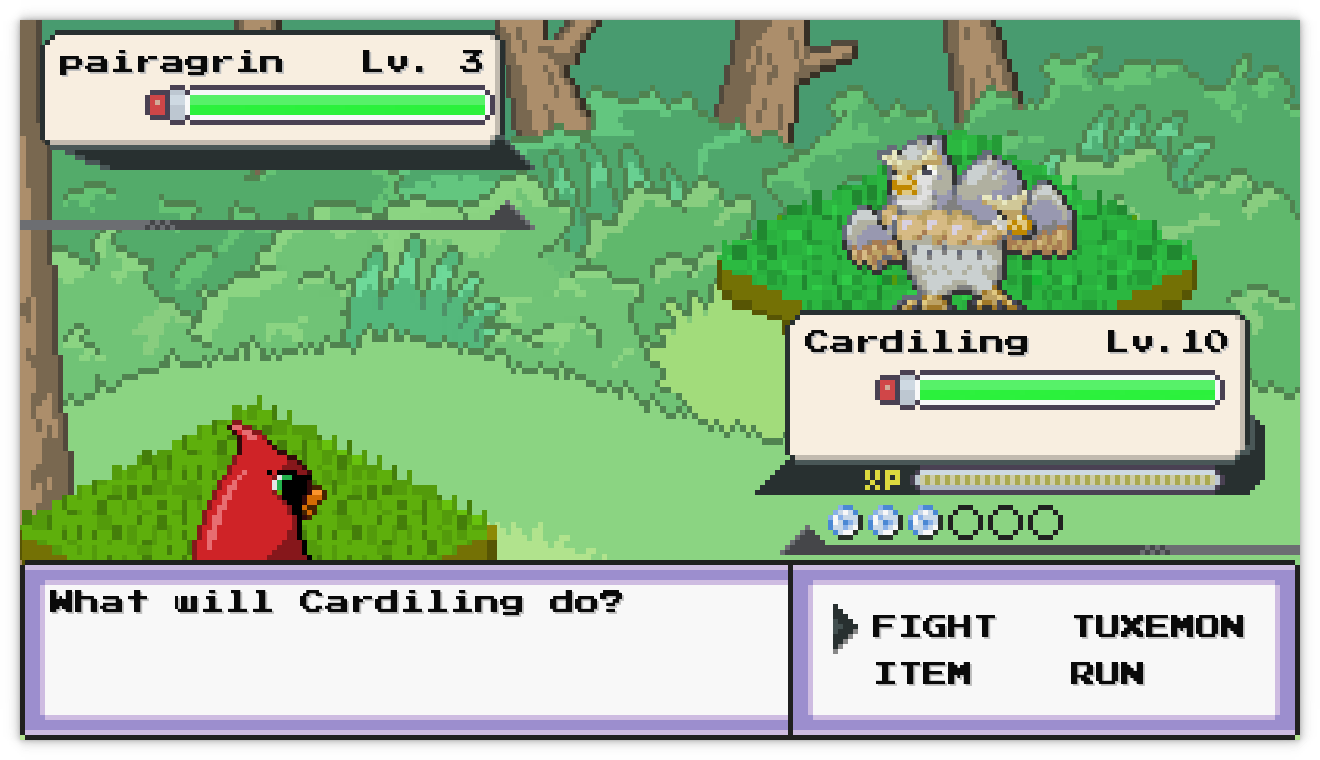 pairagrin Lv. 3
Cardiling Lv.10
XP
What will Cardiling do?
FIGHT TUXEMON
ITEM RUN